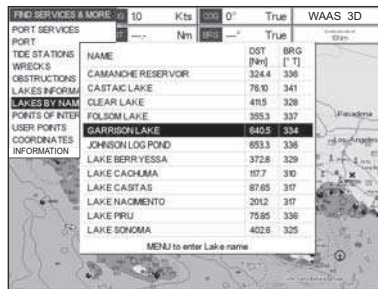 FIND SERVICES & MORE
10 Kts COG 0° True WAAS 3D
---.- Nm BRG ---° True
PORT SERVICES
PORT
TIDE STATIONS
WRECKS
OBSTRUCTIONS
LAKES INFORMA
LAKES BY NAM
POINTS OF INTER
USER POINTS
COORDINATES
INFORMATION
NAME DST [Nm] BRG [° T]
CAMANCHE RESERVOIR 324.4 336
CASTAIC LAKE 76.10 341
CLEAR LAKE 411.5 328
FOLSOM LAKE 355.3 337
GARRISON LAKE 640.5 334
JOHNSON LOG POND 653.3 336
LAKE BERRYESSA 372.8 329
LAKE CACHUMA 117.7 310
LAKE CASITAS 87.65 317
LAKE NACIMENTO 201.2 317
LAKE PIRU 75.85 336
LAKE SONOMA 402.6 325
MENU to enter Lake name
Pasadena
Los Angeles